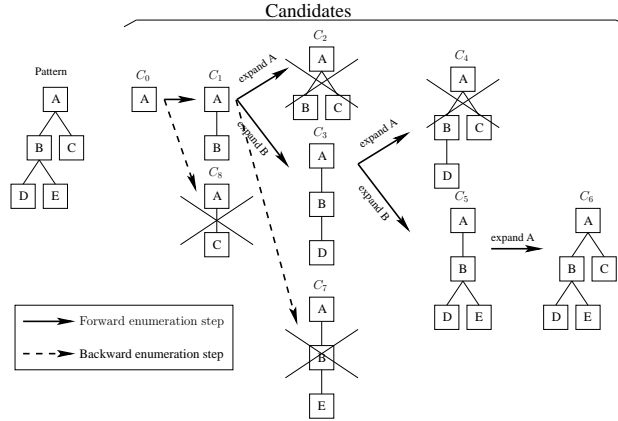 Candidates
Pattern
A
B C
D E
C0
A
C1
A
B
expand A
expand B
C2
A
B C
C3
A
B
D
expand A
expand B
C4
A
B C
D
C5
A
B
D E
expand A
C6
A
B C
D E
C8
A
C
C7
A
B
E
Forward enumeration step
Backward enumeration step